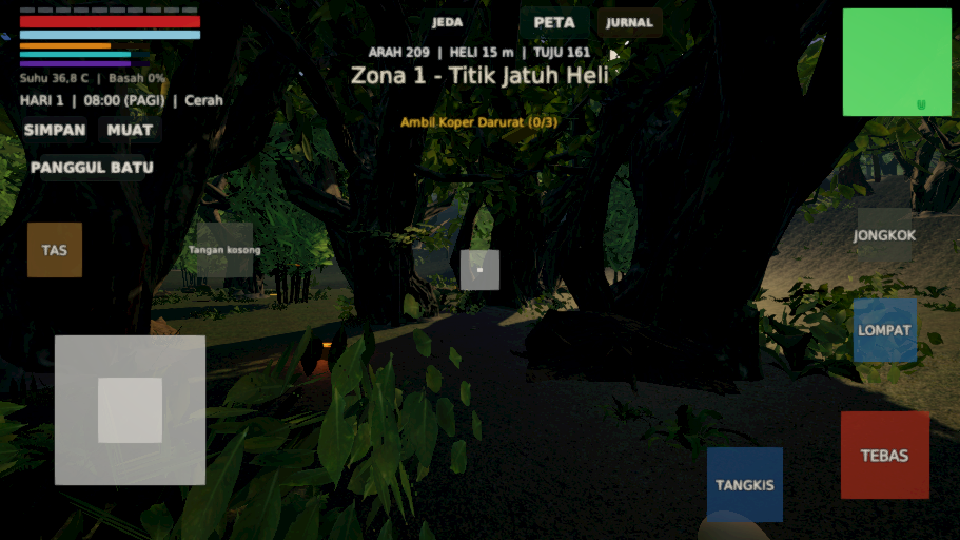 JEDA
PETA
JURNAL
ARAH 209 | HELI 15 m | TUJU 161
Zona 1 - Titik Jatuh Heli
Suhu 36,8 C | Basah 0%
HARI 1 | 08:00 (PAGI) | Cerah
Ambil Koper Darurat (0/3)
SIMPAN
MUAT
PANGGUL BATU
TAS
Tangan kosong
JONGKOK
LOMPAT
TEBAS
TANGKIS